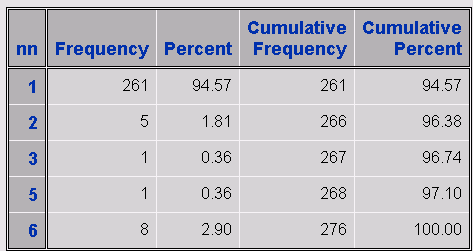 nn Frequency Percent Cumulative Frequency Cumulative Percent
1 261 94.57 261 94.57
2 5 1.81 266 96.38
3 1 0.36 267 96.74
5 1 0.36 268 97.10
6 8 2.90 276 100.00